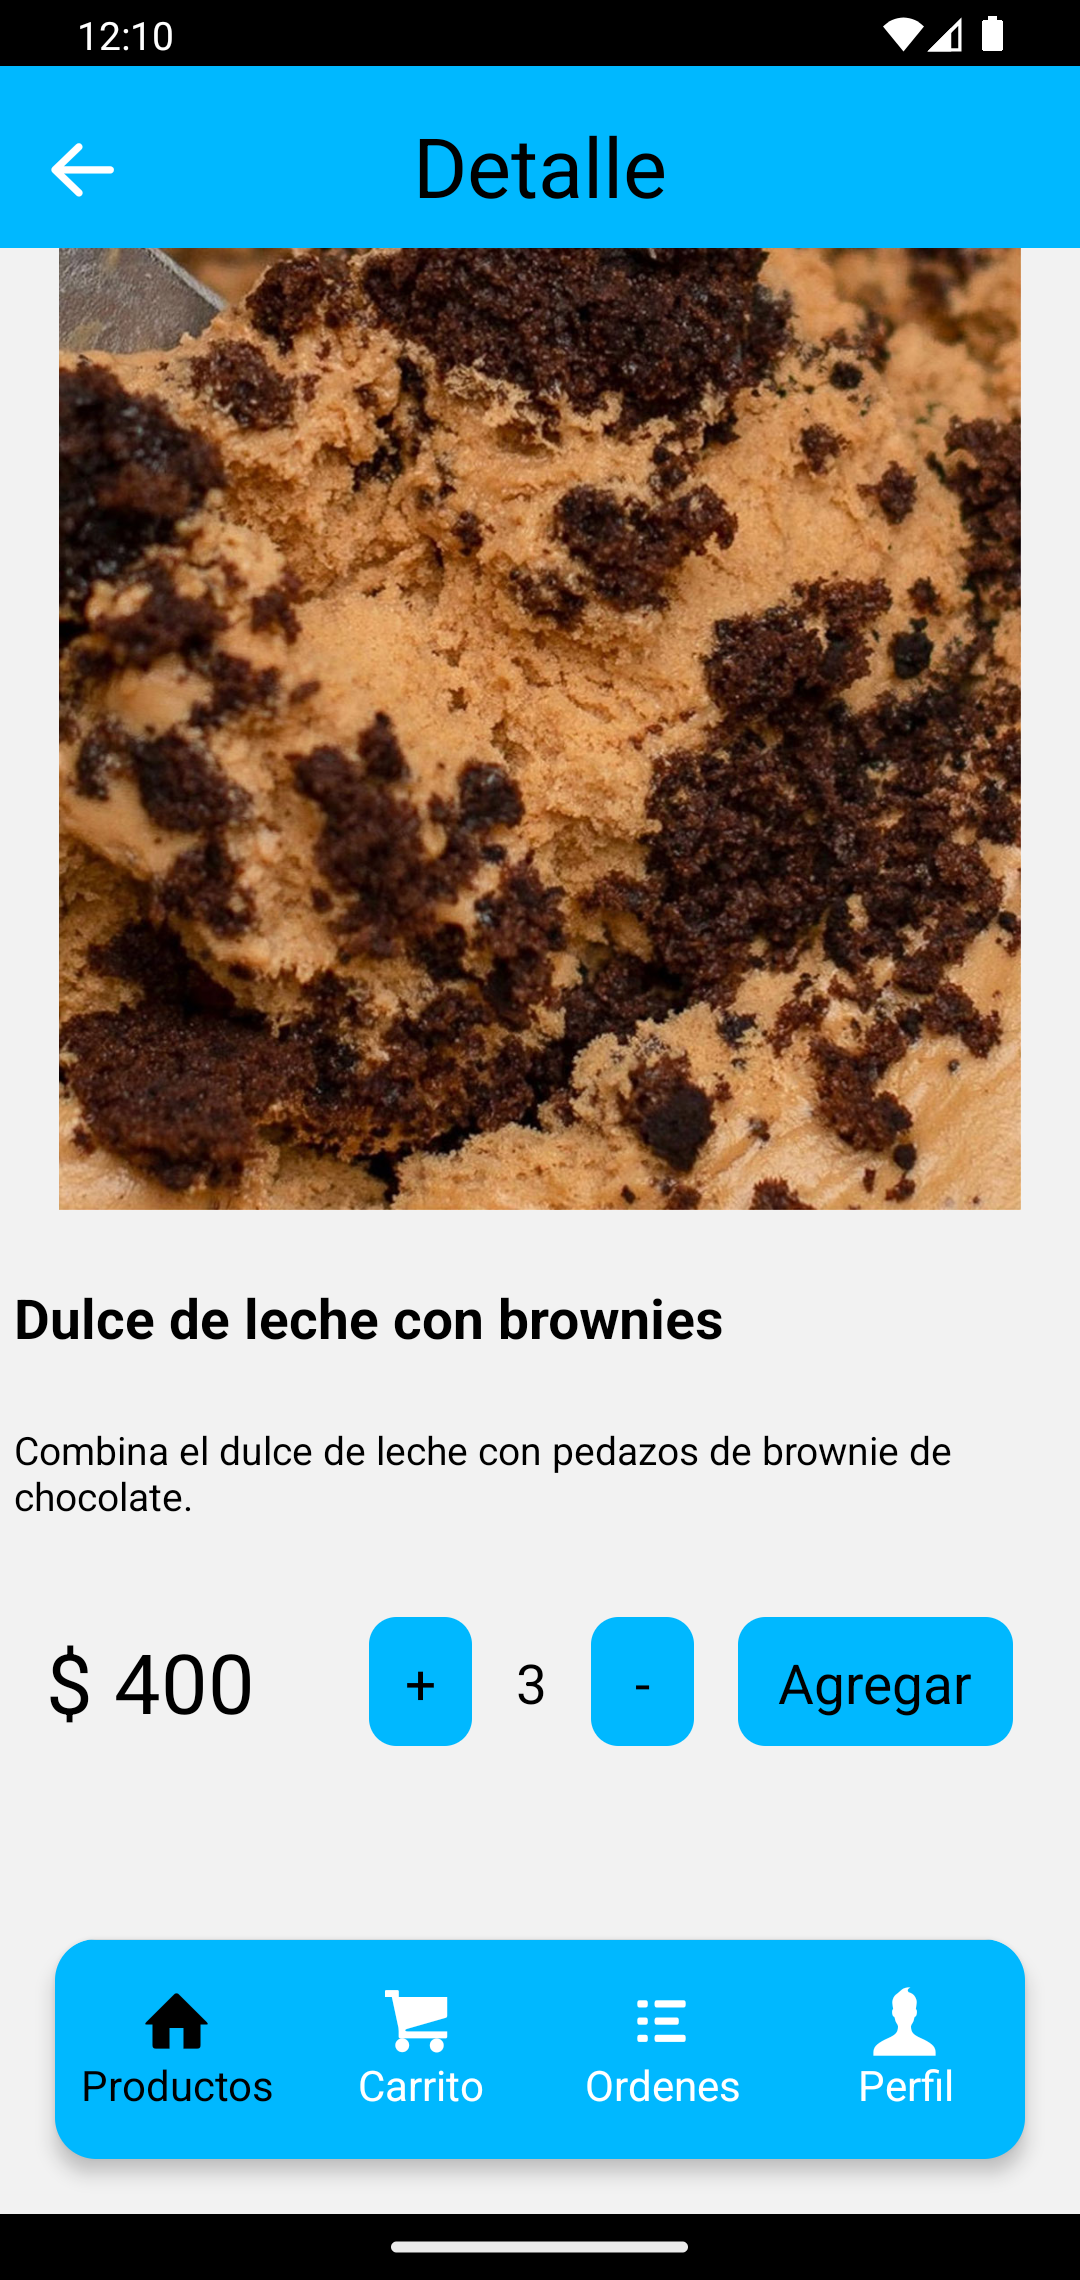 12:10
Detalle
Dulce de leche con brownies
Combina el dulce de leche con pedazos de brownie de
chocolate.
$ 400 + 3 - Agregar
Productos Carrito Ordenes Perfil